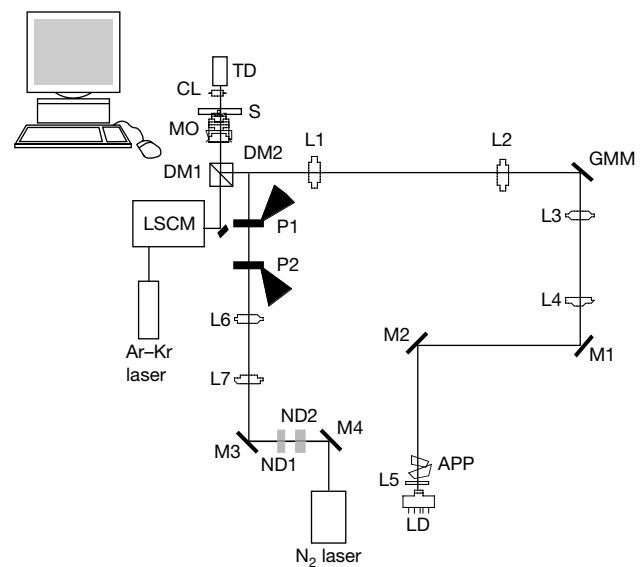 TD
CL
S
MO
DM1
DM2
L1
L2
GMM
LSCM
P1
L3
P2
L6
L4
Ar–Kr
laser
M2
M1
L7
ND2
M4
M3
ND1
APP
L5
LD
N₂ laser